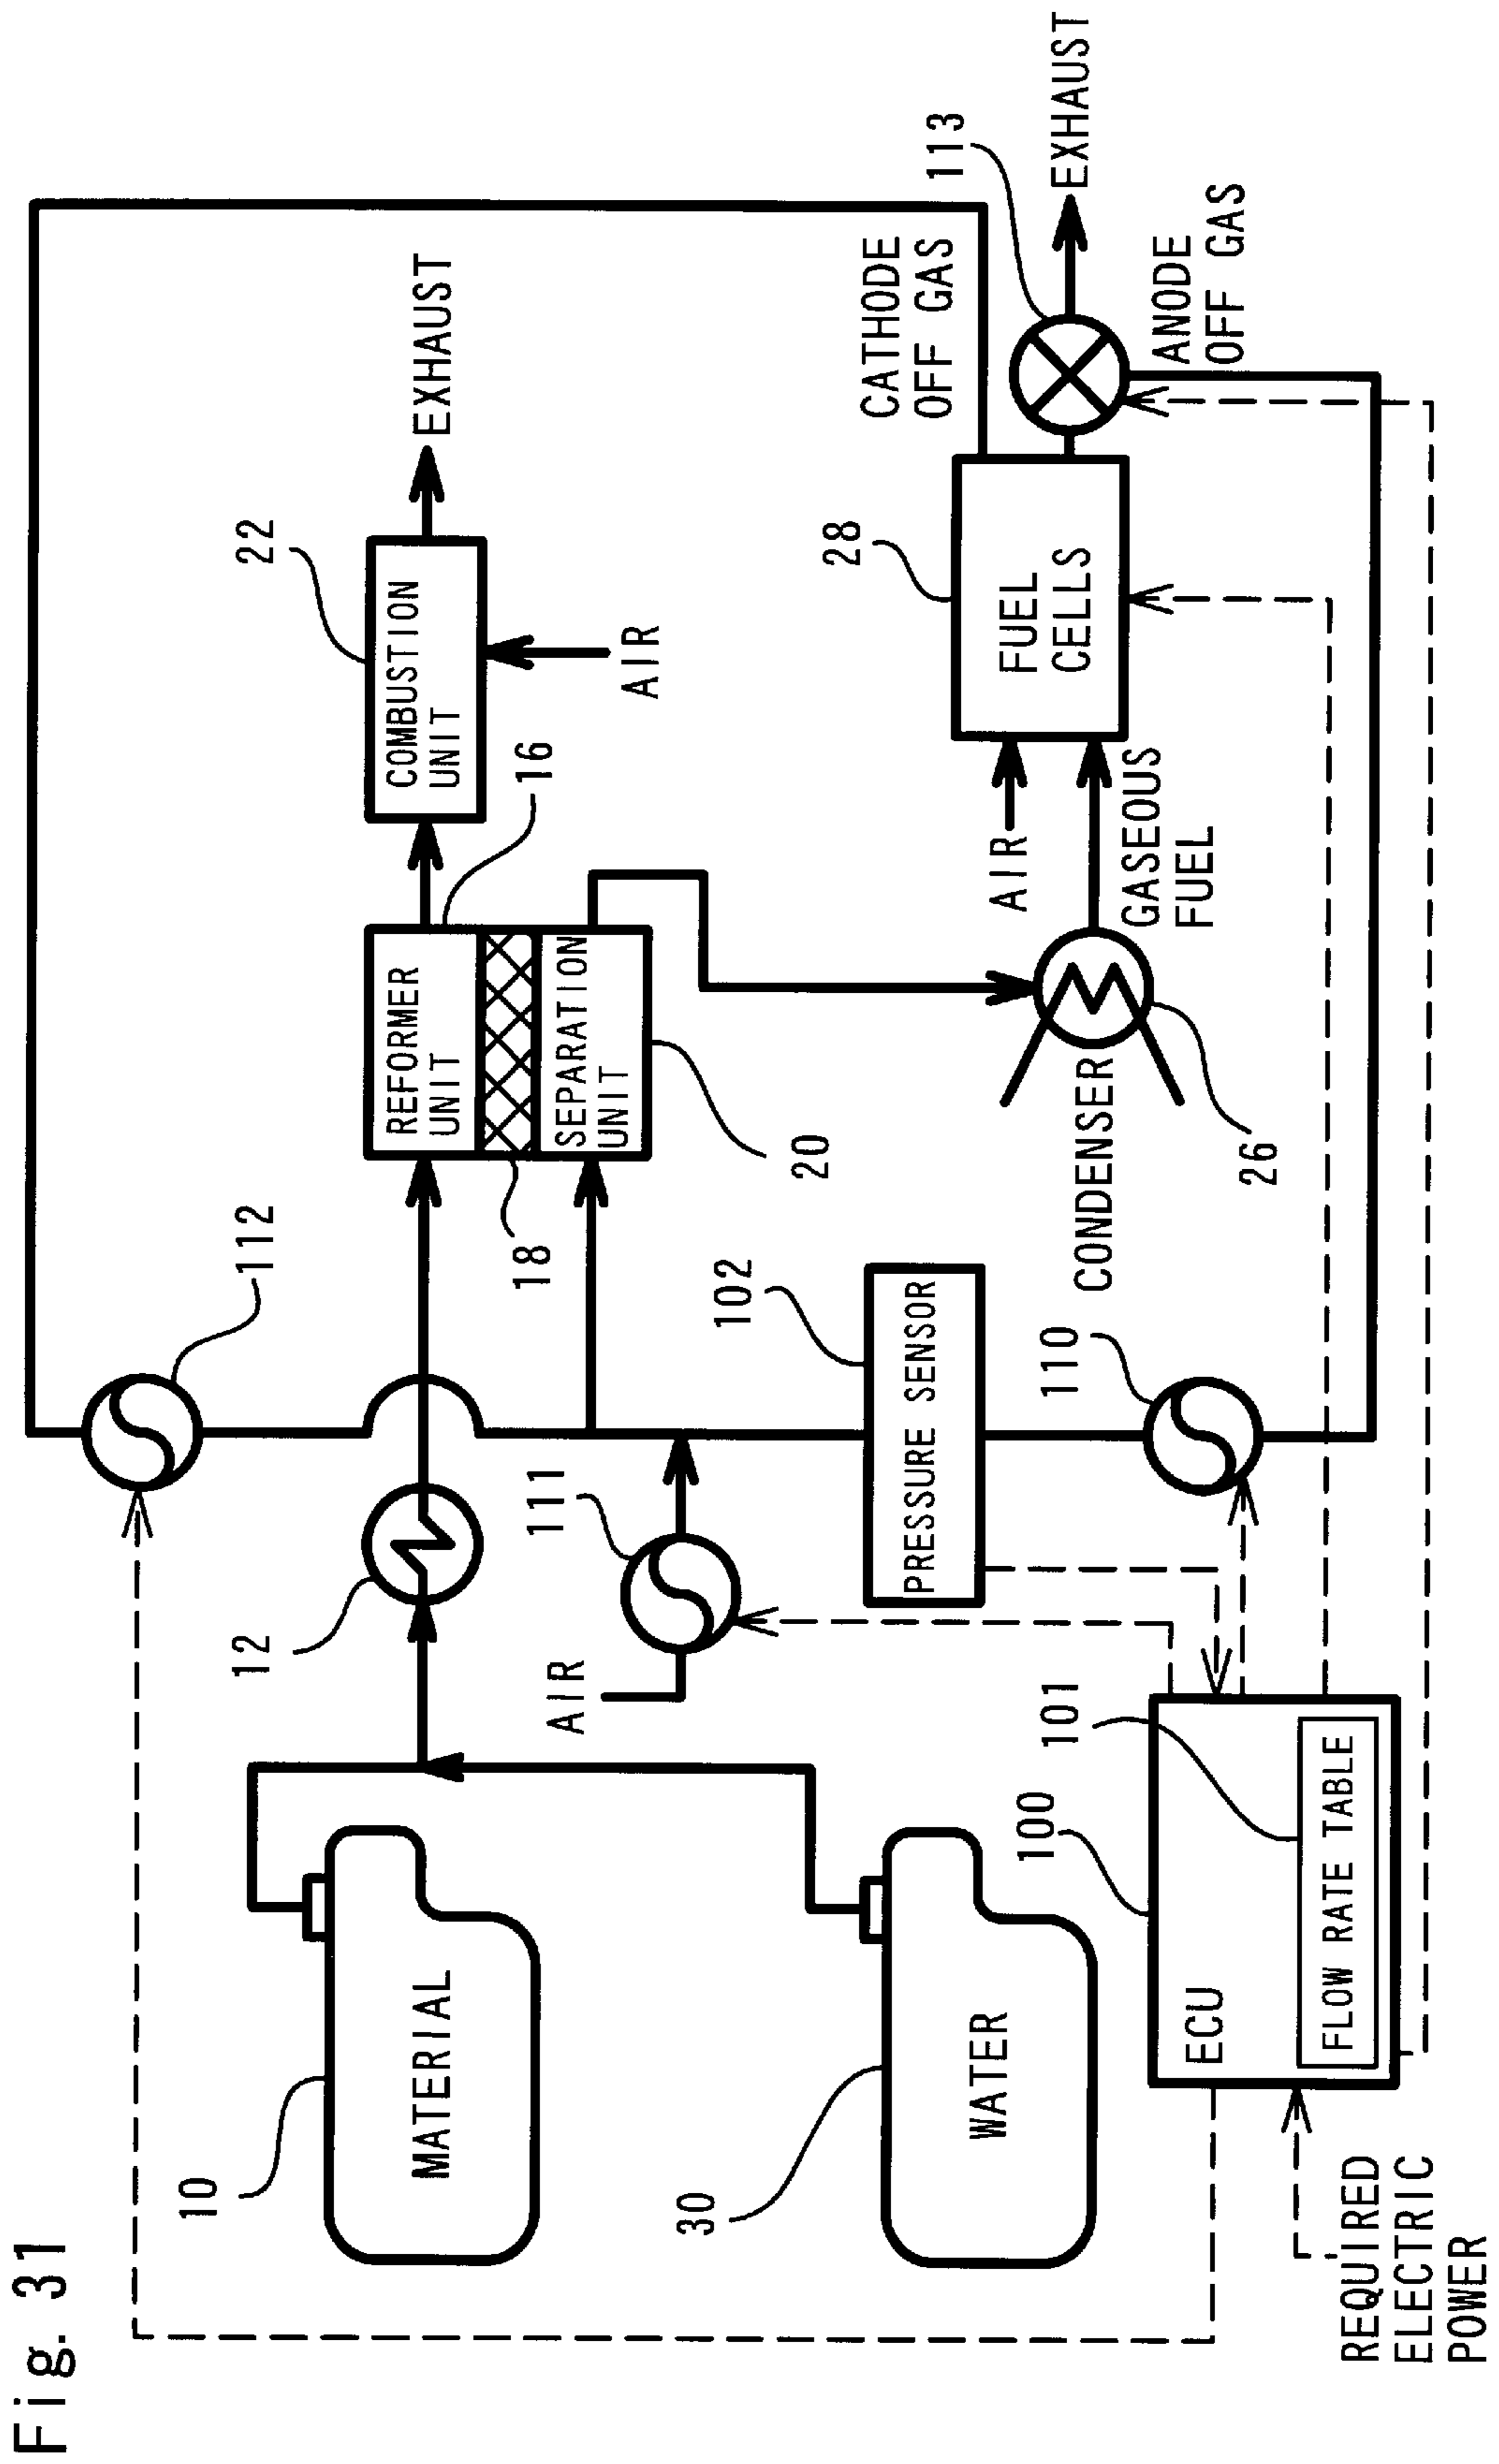 Fig. 31
112
12
16
22
EXHAUST
REFORMER
UNIT
COMBUSTION
UNIT
18
SEPARATION
UNIT
20
AIR
10
MATERIAL
AIR
111
102
PRESSURE SENSOR
110
CONDENSER
26
AIR
GASEOUS
FUEL
28
FUEL
CELLS
CATHODE
OFF GAS
113
EXHAUST
ANODE
OFF GAS
30
WATER
100
101
ECU
FLOW RATE TABLE
REQUIRED
ELECTRIC
POWER